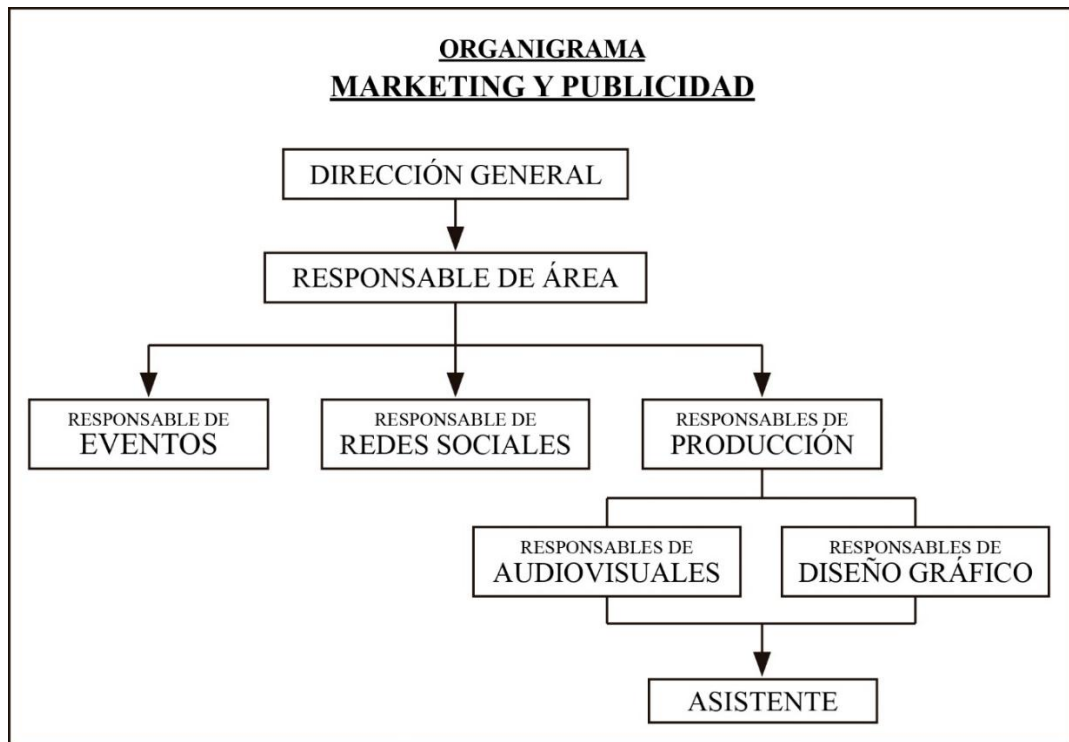 ORGANIGRAMA
MARKETING Y PUBLICIDAD
DIRECCIÓN GENERAL
RESPONSABLE DE ÁREA
RESPONSABLE DE
EVENTOS
RESPONSABLE DE
REDES SOCIALES
RESPONSABLES DE
PRODUCCIÓN
RESPONSABLES DE
AUDIOVISUALES
RESPONSABLES DE
DISEÑO GRÁFICO
ASISTENTE